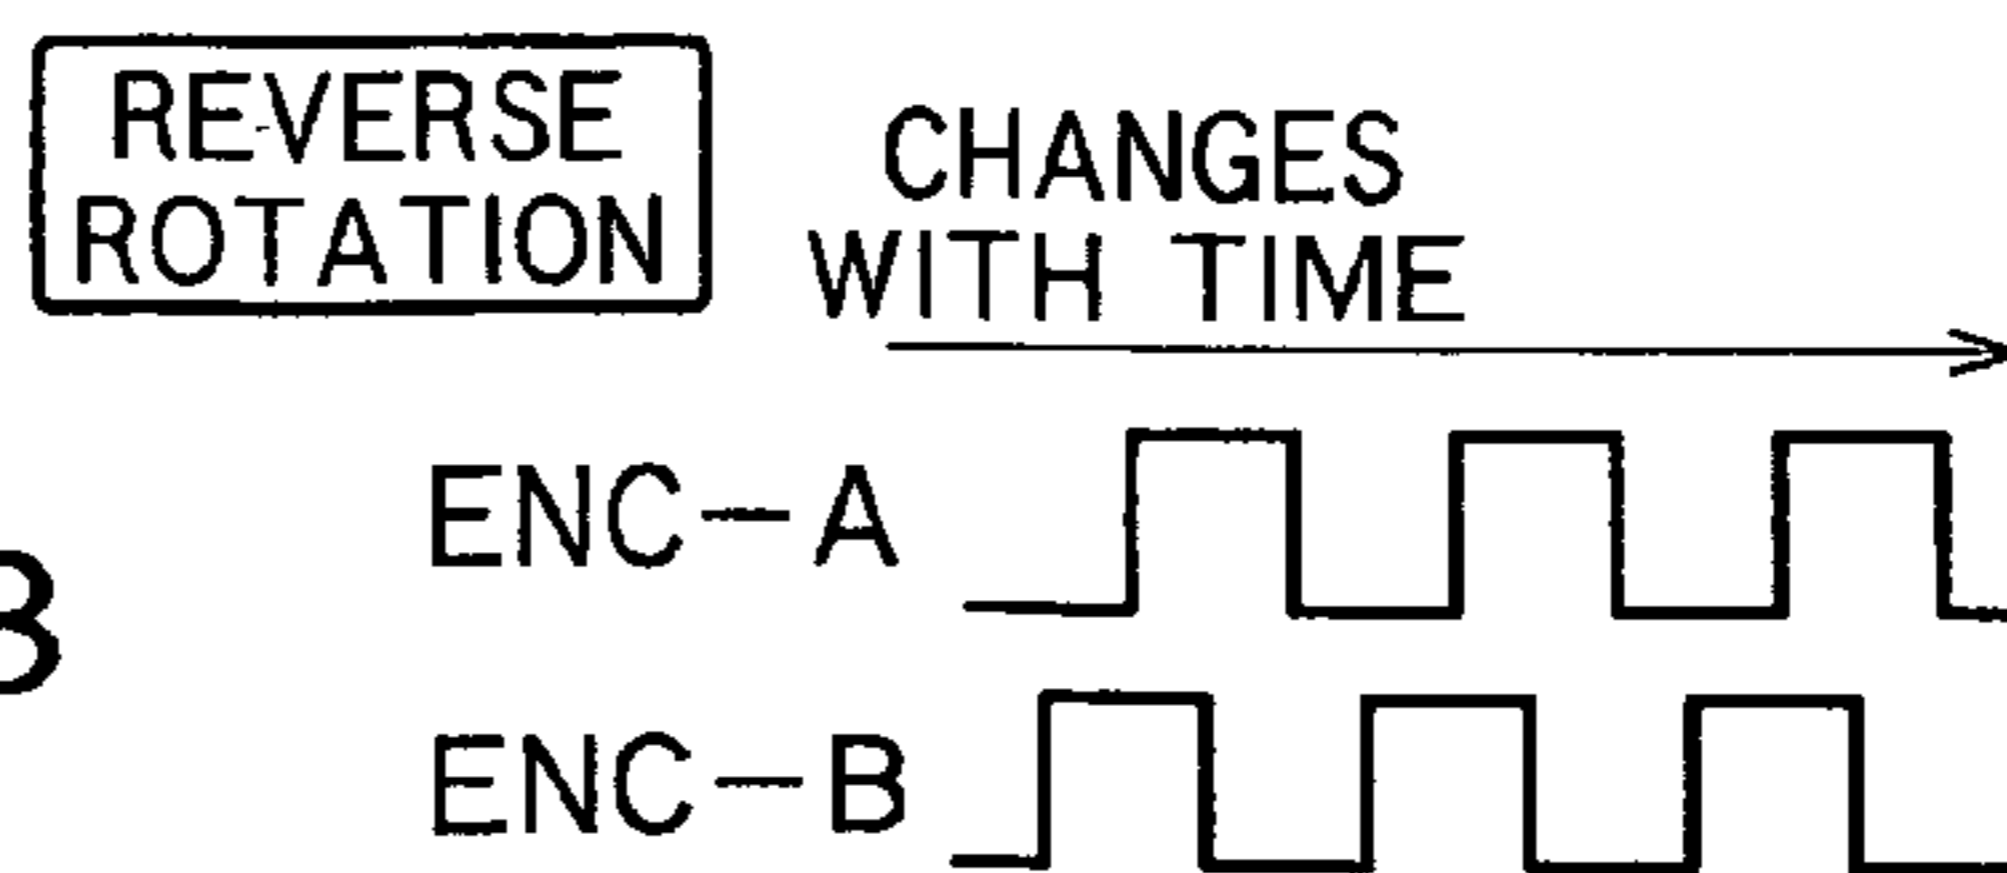 REVERSE
ROTATION
CHANGES
WITH TIME
ENC-A
ENC-B